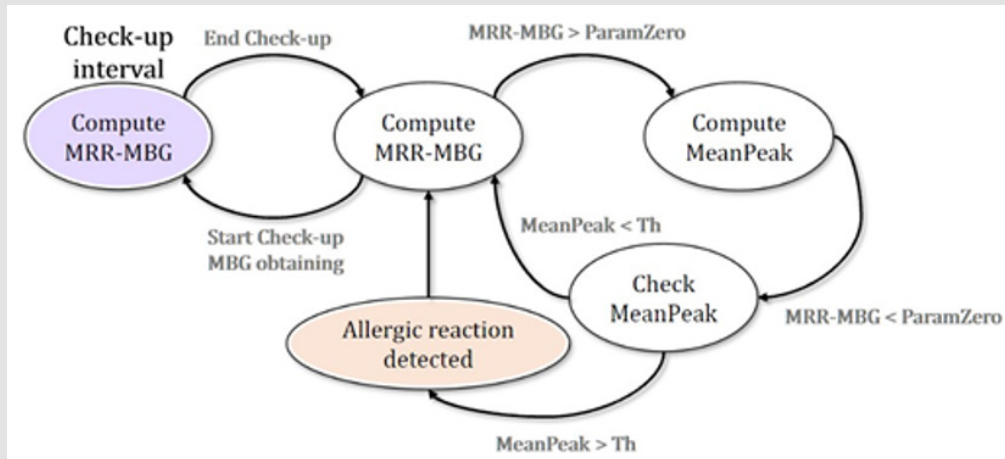 Check-up
interval
End Check-up
MRR-MBG > ParamZero
Compute
MRR-MBG
Compute
MRR-MBG
Compute
MeanPeak
Start Check-up
MBG obtaining
MeanPeak < Th
Check
MeanPeak
MRR-MBG < ParamZero
Allergic reaction
detected
MeanPeak > Th